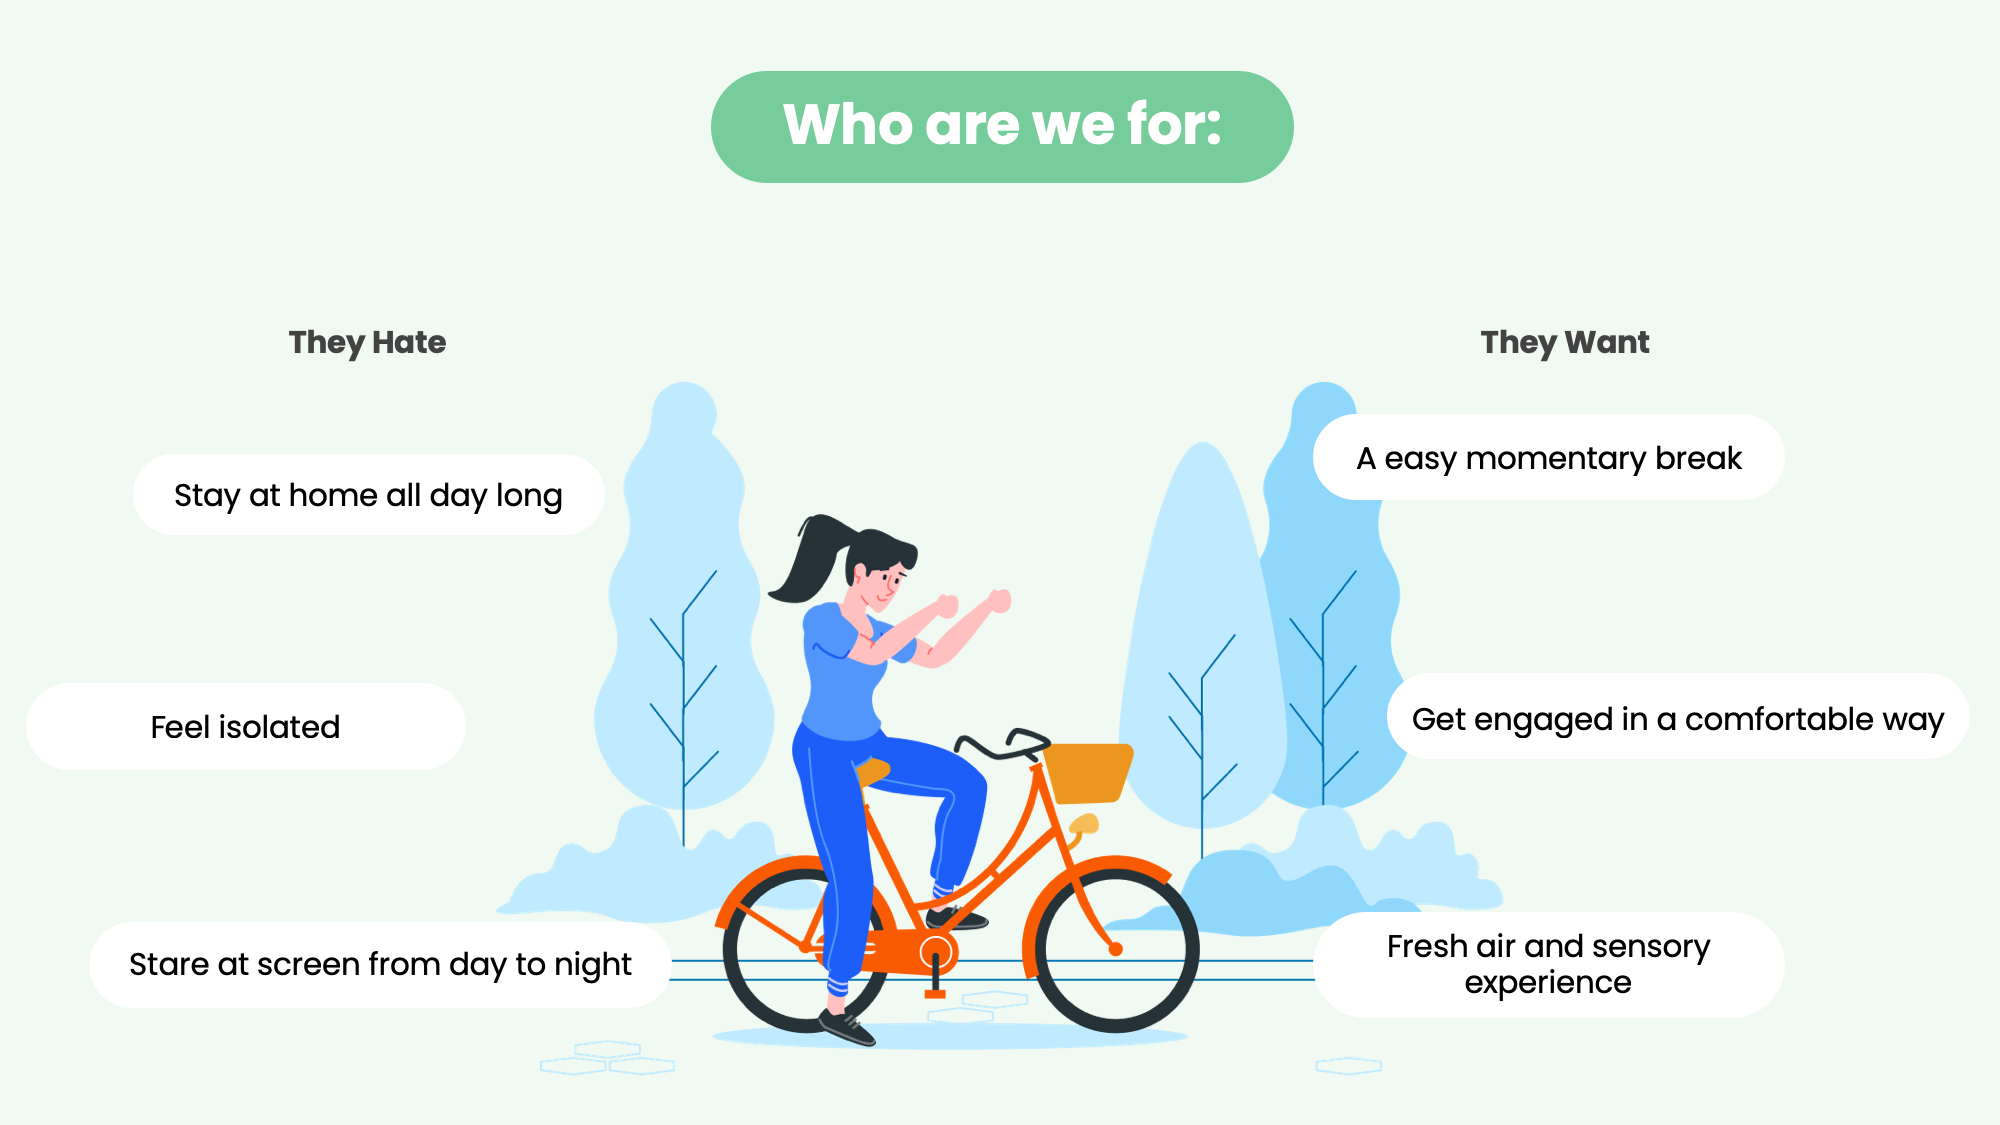 Who are we for:
They Hate
Stay at home all day long
Feel isolated
Stare at screen from day to night
They Want
A easy momentary break
Get engaged in a comfortable way
Fresh air and sensory
experience